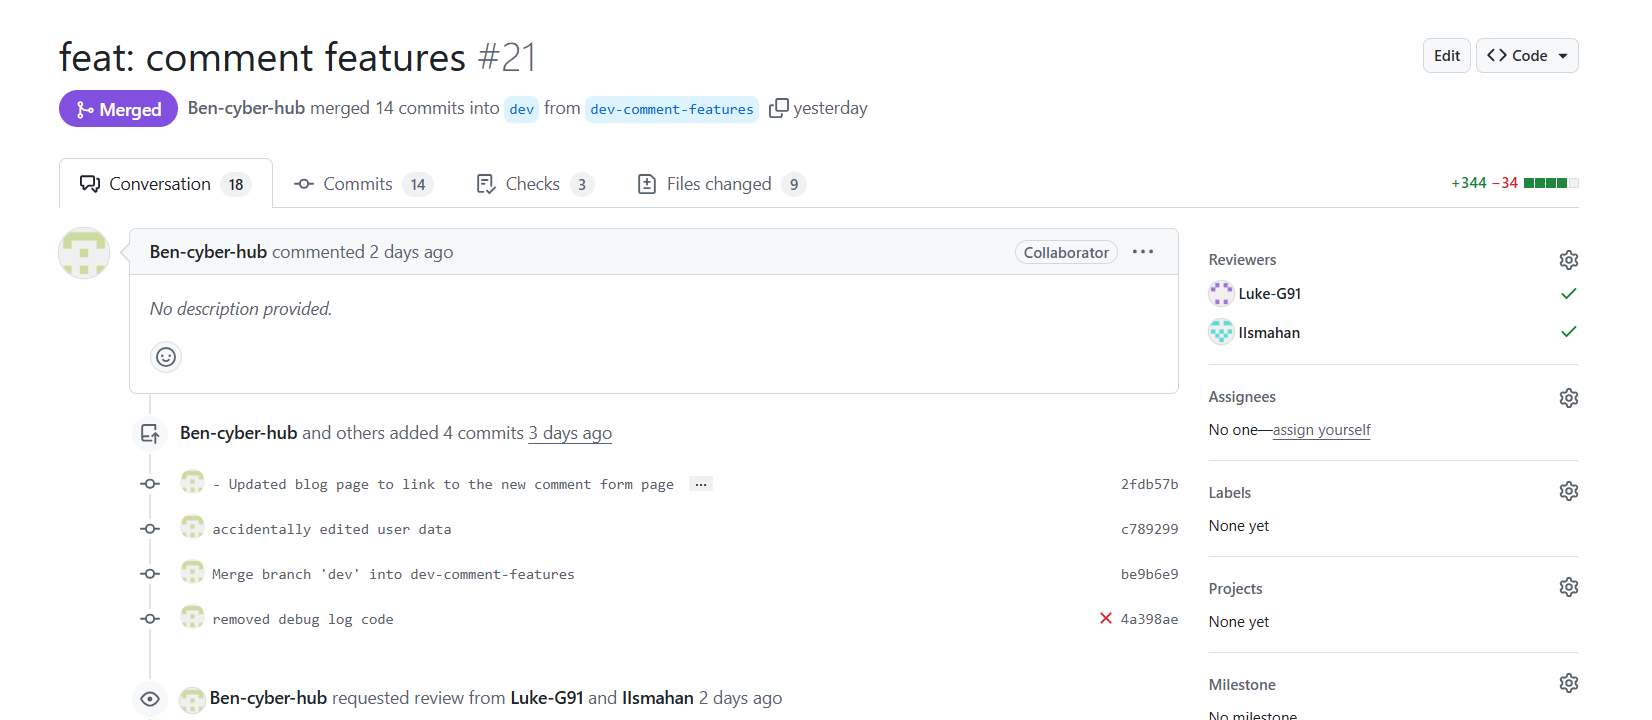 feat: comment features #21
Edit
Code
Merged
Ben-cyber-hub merged 14 commits into dev from dev-comment-features yesterday
Conversation 18
Commits 14
Checks 3
Files changed 9
+344 −34
Ben-cyber-hub commented 2 days ago
Collaborator
No description provided.
Ben-cyber-hub and others added 4 commits 3 days ago
- Updated blog page to link to the new comment form page ...
2fdb57b
accidentally edited user data
c789299
Merge branch 'dev' into dev-comment-features
be9b6e9
removed debug log code
4a398ae
Ben-cyber-hub requested review from Luke-G91 and IIsmahan 2 days ago
Reviewers
Luke-G91
IIsmahan
Assignees
No one—assign yourself
Labels
None yet
Projects
None yet
Milestone
No milestone